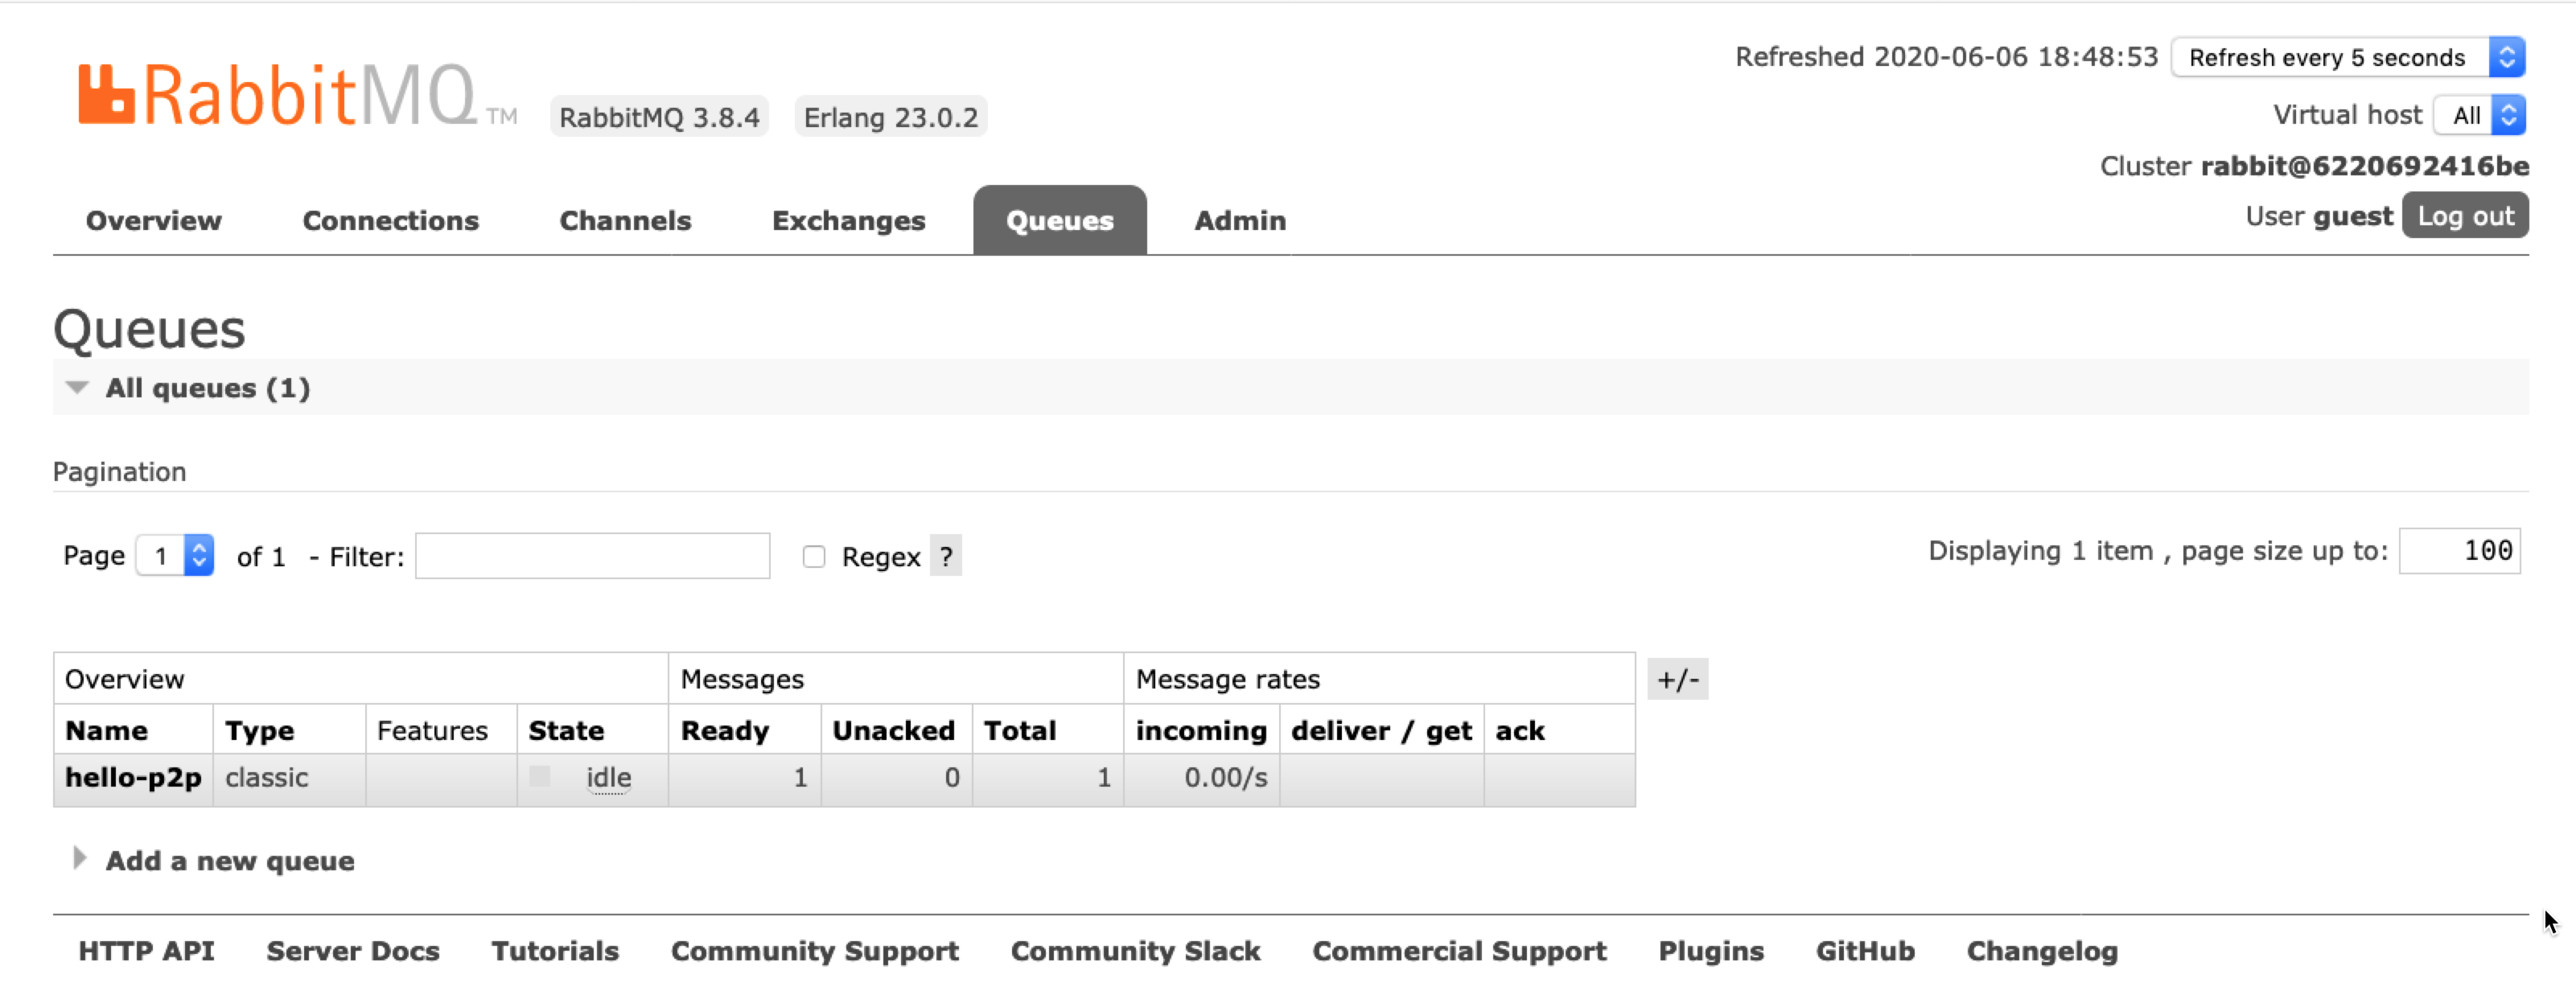 Refreshed 2020-06-06 18:48:53 Refresh every 5 seconds
RabbitMQ TM RabbitMQ 3.8.4 Erlang 23.0.2
Virtual host All
Cluster rabbit@6220692416be
User guest Log out
Overview Connections Channels Exchanges Queues Admin
Queues
All queues (1)
Pagination
Page 1 of 1 - Filter: Regex ? Displaying 1 item , page size up to: 100
Overview Messages Message rates +/-
Name Type Features State Ready Unacked Total incoming deliver / get ack
hello-p2p classic idle 1 0 1 0.00/s
Add a new queue
HTTP API Server Docs Tutorials Community Support Community Slack Commercial Support Plugins GitHub Changelog